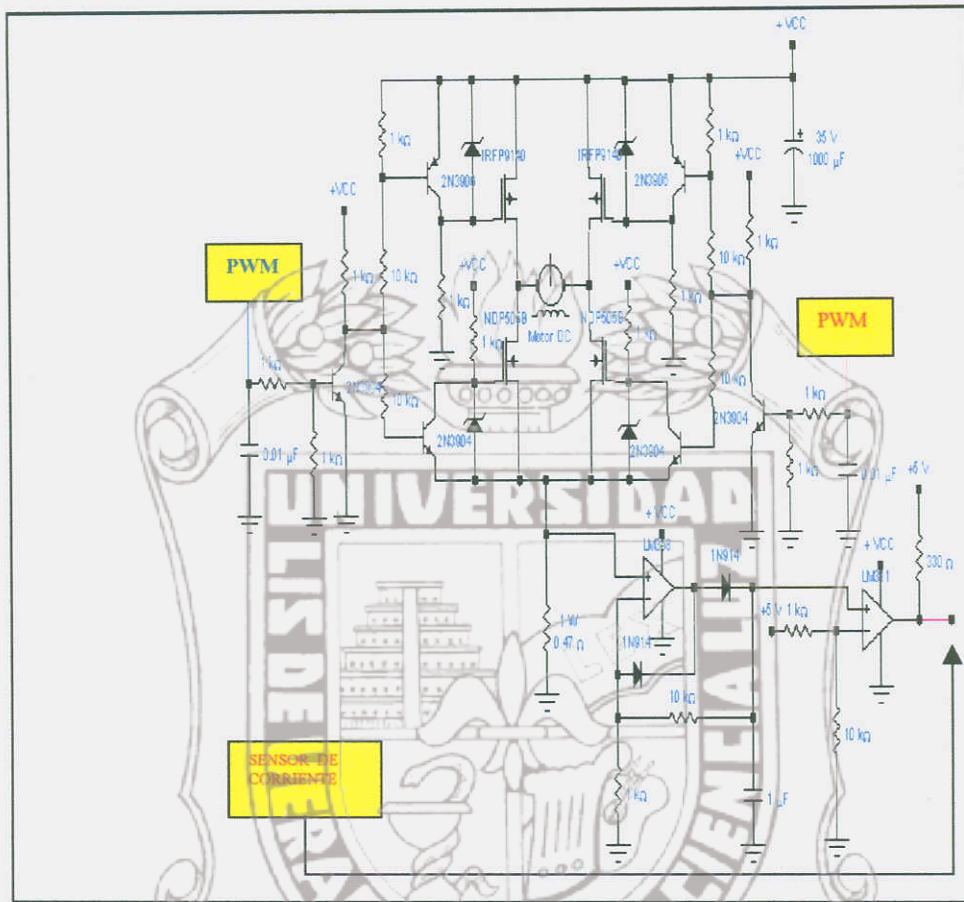 +VCC
35 V
1000 µF
1 kΩ
IRFP9140
IRFP9140
1 kΩ
+VCC
2N3906
2N3906
+VCC
1 kΩ
PWM
1 kΩ
10 kΩ
+VCC
+VCC
10 kΩ
1 kΩ
1 kΩ
1 kΩ
PWM
NDP506B
Motor DC
NDP506B
1 kΩ
1 kΩ
1 kΩ
2N3904
10 kΩ
10 kΩ
1 kΩ
2N3904
2N3904
2N3904
0.01 µF
1 kΩ
1 kΩ
0.01 µF
+5 V
UNIVERSIDAD
+VCC
+VCC
1N914
330 Ω
+5 V
1 kΩ
1 W
0.47 Ω
1N914
10 kΩ
10 kΩ
SENSOR DE
CORRIENTE
1 kΩ
1 µF